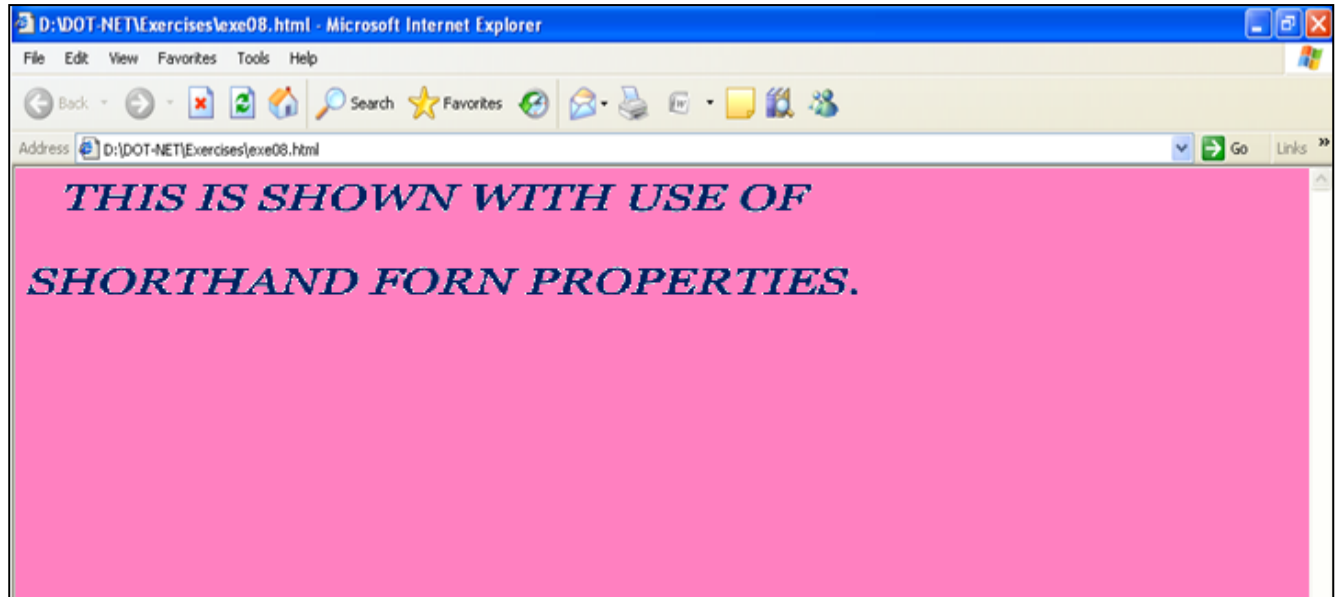 D:\DOT-NET\Exercises\exe08.html - Microsoft Internet Explorer
File Edit View Favorites Tools Help
Back Search Favorites
Address D:\DOT-NET\Exercises\exe08.html Go Links »
THIS IS SHOWN WITH USE OF
SHORTHAND FORN PROPERTIES.